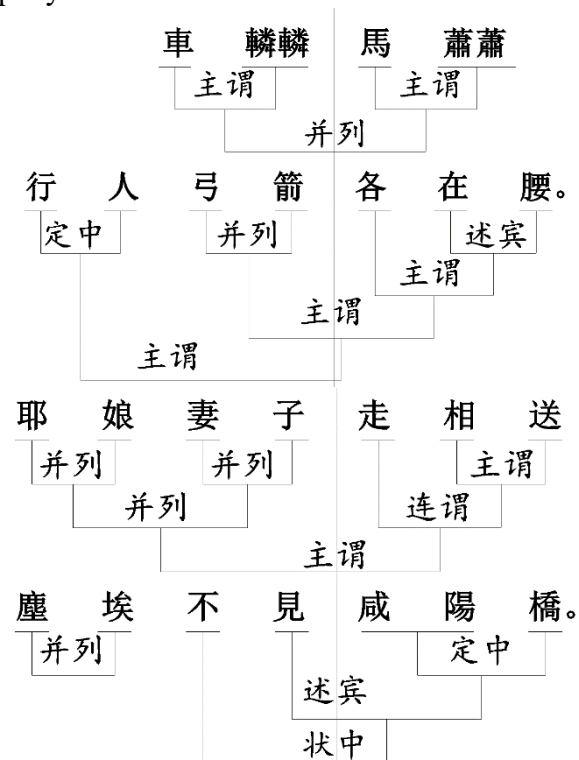 車 轔轔 馬 蕭蕭
主谓 主谓
并列
行 人 弓 箭 各 在 腰。
定中 并列 述宾
主谓
主谓
主谓
耶 娘 妻 子 走 相 送
并列 并列 主谓
并列 连谓
主谓
塵 埃 不 見 咸 陽 橋。
并列 定中
述宾
状中